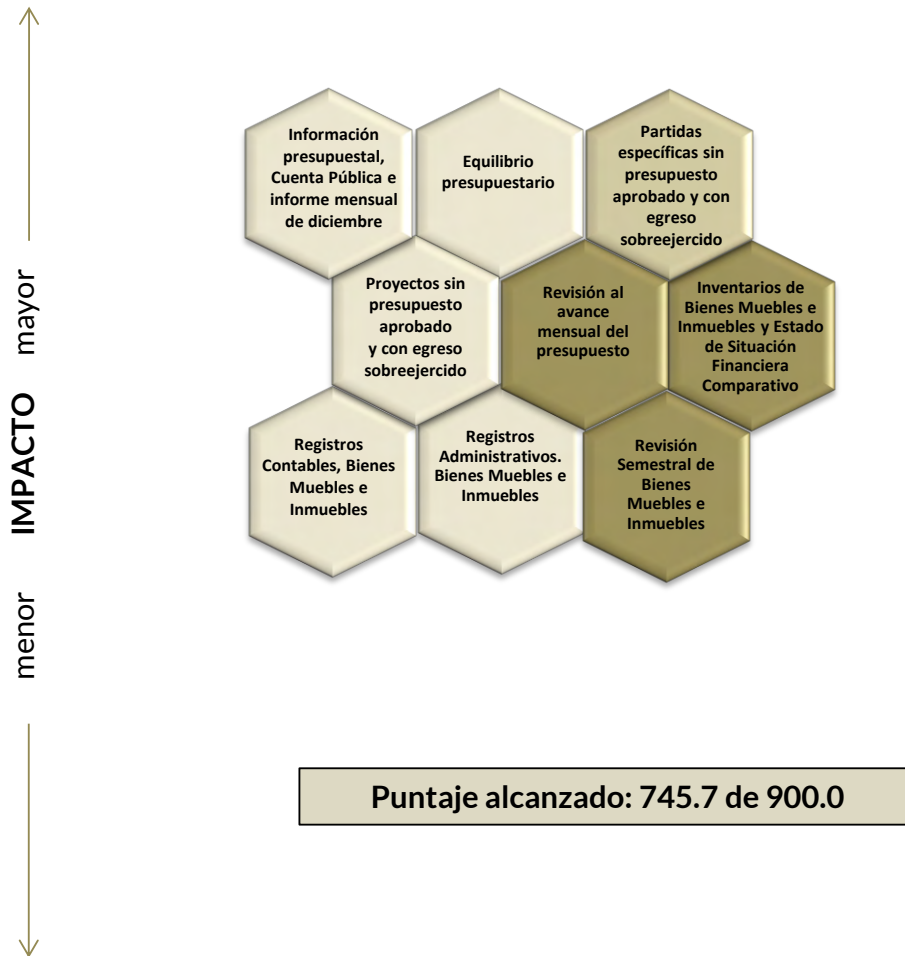 Información
presupuestal,
Cuenta Pública e
informe mensual
de diciembre
Equilibrio
presupuestario
Partidas
específicas sin
presupuesto
aprobado y con
egreso
sobreejercido
Proyectos sin
presupuesto
aprobado
y con egreso
sobreejercido
Revisión al
avance
mensual del
presupuesto
Inventarios de
Bienes Muebles e
Inmuebles y Estado
de Situación
Financiera
Comparativo
Registros
Contables, Bienes
Muebles e
Inmuebles
Registros
Administrativos.
Bienes Muebles e
Inmuebles
Revisión
Semestral de
Bienes
Muebles e
Inmuebles
menor IMPACTO mayor
Puntaje alcanzado: 745.7 de 900.0